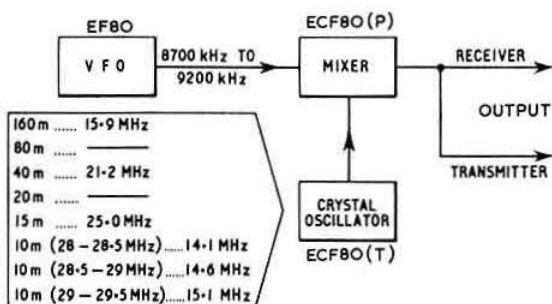 EF80
VFO
8700 kHz TO
9200 kHz
ECF80(P)
MIXER
RECEIVER
OUTPUT
TRANSMITTER
CRYSTAL
OSCILLATOR
ECF80(T)
160m ...... 15·9 MHz
80m ......
40m ...... 21·2 MHz
20m ......
15m ...... 25·0 MHz
10m (28–28·5 MHz) ..... 14·1 MHz
10m (28·5–29 MHz) ..... 14·6 MHz
10m (29–29·5 MHz) ..... 15·1 MHz